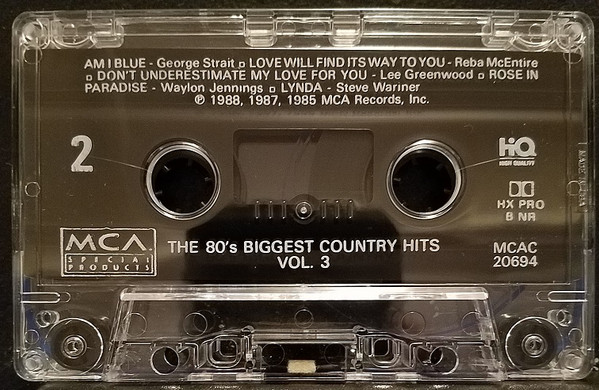 AM I BLUE - George Strait ▫ LOVE WILL FIND ITS WAY TO YOU - Reba McEntire
▫ DON'T UNDERESTIMATE MY LOVE FOR YOU - Lee Greenwood ▫ ROSE IN
PARADISE - Waylon Jennings ▫ LYNDA - Steve Wariner
℗ 1988, 1987, 1985 MCA Records, Inc.
2
HQ
HIGH QUALITY
HX PRO
B NR
MCA
SPECIAL
PRODUCTS
THE 80's BIGGEST COUNTRY HITS
VOL. 3
MCAC
20694